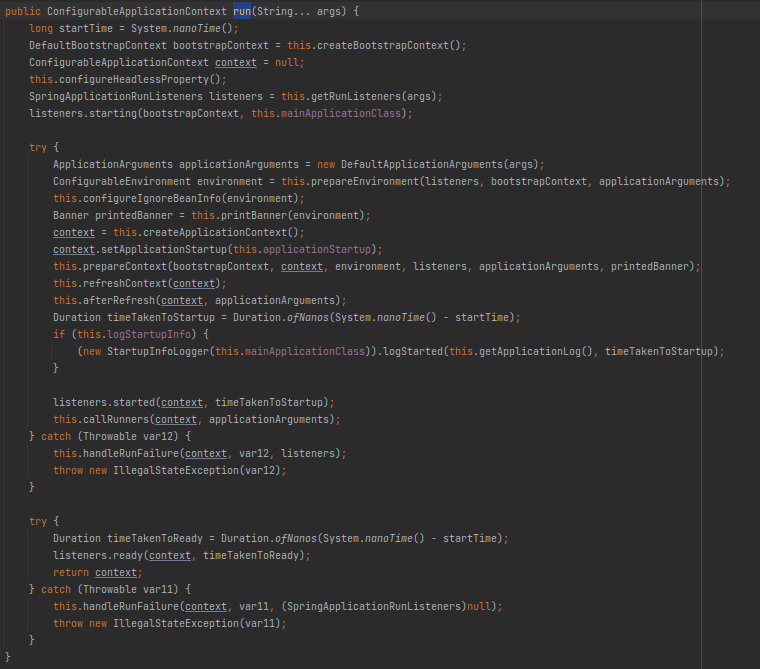 public ConfigurableApplicationContext run(String... args) {
    long startTime = System.nanoTime();
    DefaultBootstrapContext bootstrapContext = this.createBootstrapContext();
    ConfigurableApplicationContext context = null;
    this.configureHeadlessProperty();
    SpringApplicationRunListeners listeners = this.getRunListeners(args);
    listeners.starting(bootstrapContext, this.mainApplicationClass);

    try {
        ApplicationArguments applicationArguments = new DefaultApplicationArguments(args);
        ConfigurableEnvironment environment = this.prepareEnvironment(listeners, bootstrapContext, applicationArguments);
        this.configureIgnoreBeanInfo(environment);
        Banner printedBanner = this.printBanner(environment);
        context = this.createApplicationContext();
        context.setApplicationStartup(this.applicationStartup);
        this.prepareContext(bootstrapContext, context, environment, listeners, applicationArguments, printedBanner);
        this.refreshContext(context);
        this.afterRefresh(context, applicationArguments);
        Duration timeTakenToStartup = Duration.ofNanos(System.nanoTime() - startTime);
        if (this.logStartupInfo) {
            (new StartupInfoLogger(this.mainApplicationClass)).logStarted(this.getApplicationLog(), timeTakenToStartup);
        }

        listeners.started(context, timeTakenToStartup);
        this.callRunners(context, applicationArguments);
    } catch (Throwable var12) {
        this.handleRunFailure(context, var12, listeners);
        throw new IllegalStateException(var12);
    }

    try {
        Duration timeTakenToReady = Duration.ofNanos(System.nanoTime() - startTime);
        listeners.ready(context, timeTakenToReady);
        return context;
    } catch (Throwable var11) {
        this.handleRunFailure(context, var11, (SpringApplicationRunListeners)null);
        throw new IllegalStateException(var11);
    }
}